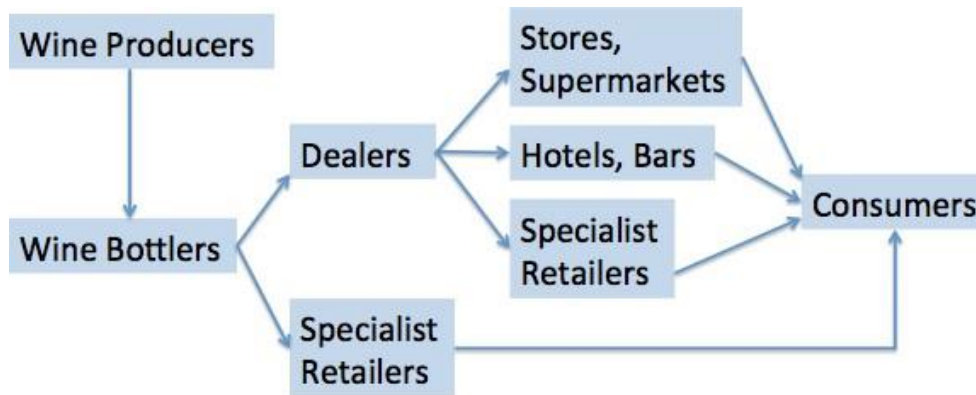 Wine Producers
Wine Bottlers
Dealers
Specialist
Retailers
Stores,
Supermarkets
Hotels, Bars
Specialist
Retailers
Consumers